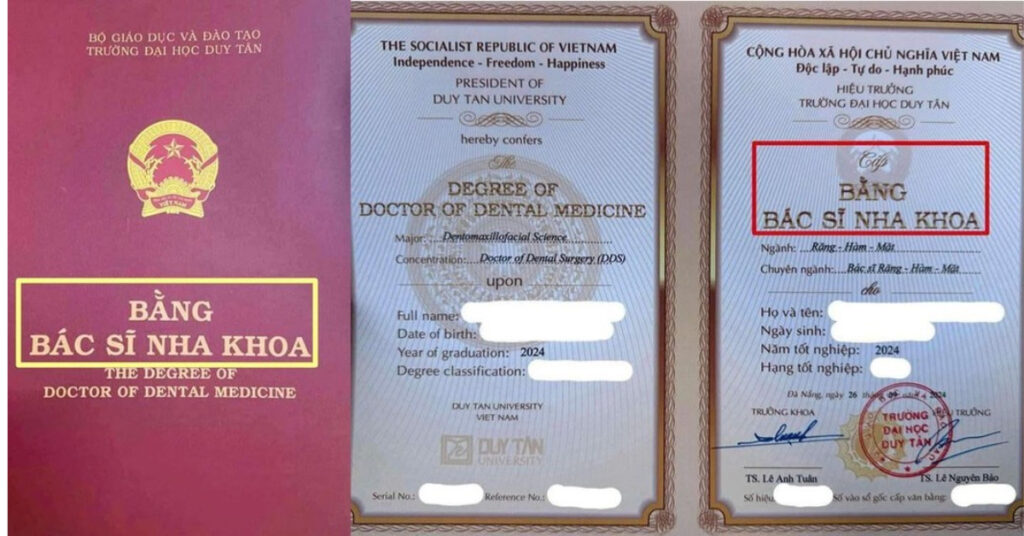 BỘ GIÁO DỤC VÀ ĐÀO TẠO
TRƯỜNG ĐẠI HỌC DUY TÂN
VIỆT NAM
BẰNG
BÁC SĨ NHA KHOA
THE DEGREE OF
DOCTOR OF DENTAL MEDICINE
THE SOCIALIST REPUBLIC OF VIETNAM
Independence - Freedom - Happiness
PRESIDENT OF
DUY TAN UNIVERSITY
hereby confers
The
DEGREE OF
DOCTOR OF DENTAL MEDICINE
Major: Dentomaxillofacial Science
Concentration: Doctor of Dental Surgery (DDS)
upon
Full name:
Date of birth:
Year of graduation: 2024
Degree classification:
DUY TAN UNIVERSITY
VIET NAM
DUY TAN
UNIVERSITY
Serial No.: Reference No.:
CỘNG HÒA XÃ HỘI CHỦ NGHĨA VIỆT NAM
Độc lập - Tự do - Hạnh phúc
HIỆU TRƯỞNG
TRƯỜNG ĐẠI HỌC DUY TÂN
Cấp
BẰNG
BÁC SĨ NHA KHOA
Ngành: Răng - Hàm - Mặt
Chuyên ngành: Bác sĩ Răng - Hàm - Mặt
cho
Họ và tên:
Ngày sinh:
Năm tốt nghiệp: 2024
Hạng tốt nghiệp:
Đà Nẵng, ngày 26 2024
TRƯỞNG KHOA TRƯỞNG
TRƯỜNG
ĐẠI HỌC
DUY TÂN
TS. Lê Anh Tuấn TS. Lê Nguyên Bảo
Số hiệu: Số vào sổ gốc cấp văn bằng: